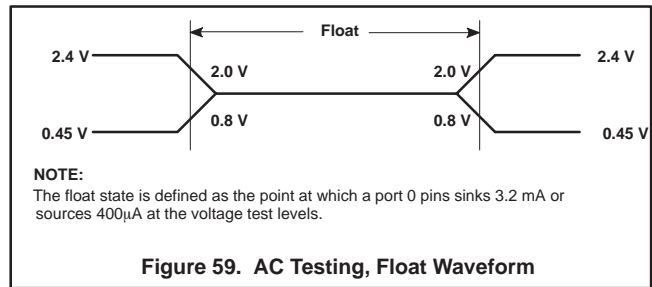 Float
2.4 V 2.0 V 2.0 V 2.4 V
0.45 V 0.8 V 0.8 V 0.45 V
NOTE:
The float state is defined as the point at which a port 0 pins sinks 3.2 mA or
sources 400μA at the voltage test levels.
Figure 59. AC Testing, Float Waveform